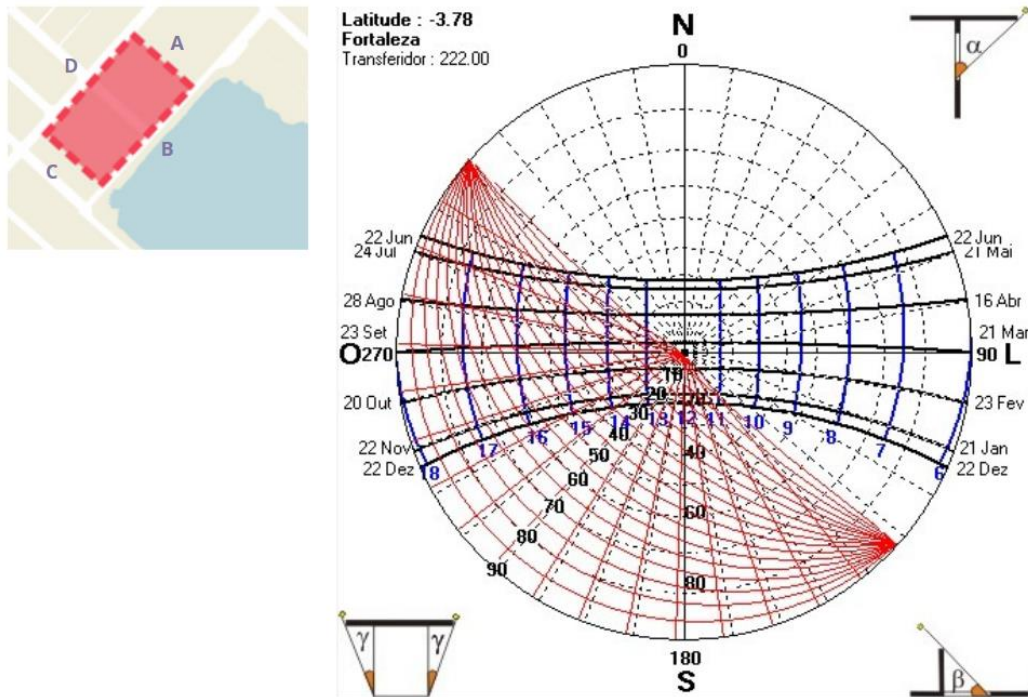 A
D
B
C
Latitude : -3.78
Fortaleza
Transferidor : 222.00
N
0
α
22 Jun
24 Jul
28 Ago
23 Set
O 270
20 Out
22 Nov
22 Dez
22 Jun
21 Mai
16 Abr
21 Mar
90 L
23 Fev
21 Jan
22 Dez
10
20
30
40
50
60
70
80
90
40
60
80
17
16
15
14
13
12
11
10
9
8
7
6
γ
γ
β
180
S